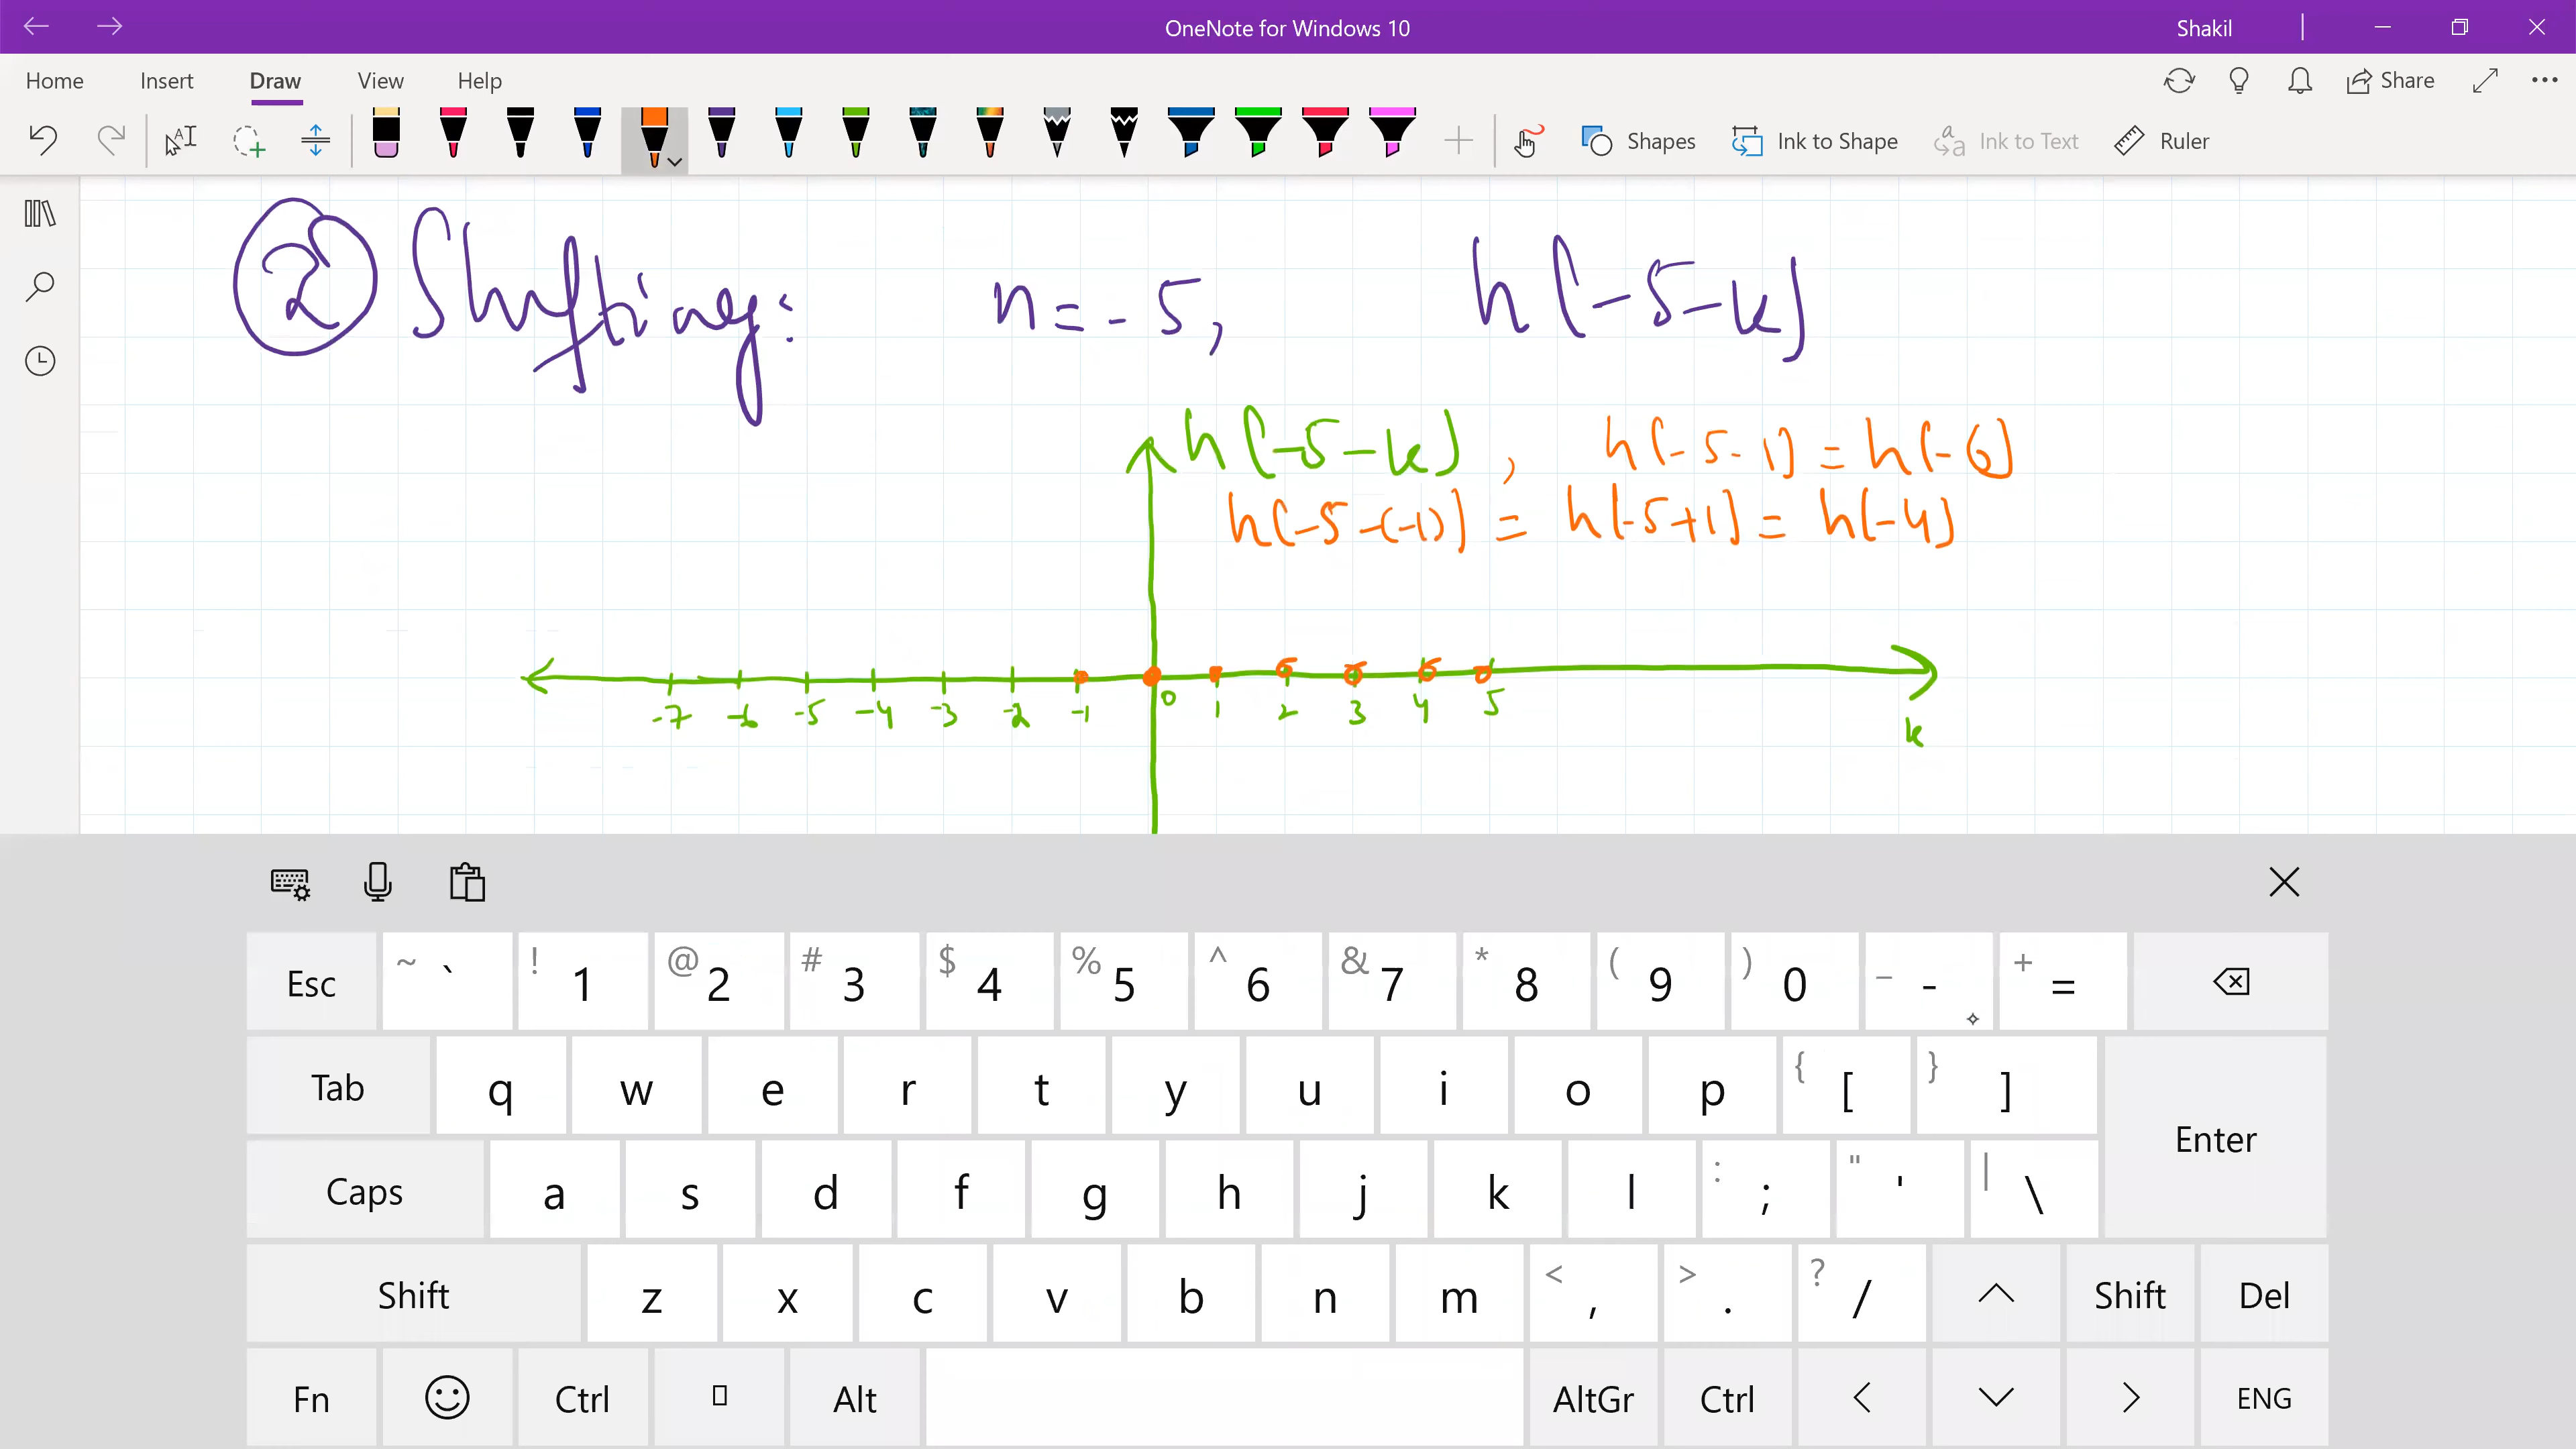 OneNote for Windows 10
Shakil
Home Insert Draw View Help
Share
Shapes Ink to Shape Ink to Text Ruler
② Shifting: n = -5, h[-5-k]
h[-5-k] , h[-5-1] = h[-6]
h[-5-(-1)] = h[-5+1] = h[-4]
-7 -6 -5 -4 -3 -2 -1 0 1 2 3 4 5
k
Esc ~ ` ! 1 @ 2 # 3 $ 4 % 5 ^ 6 & 7 * 8 ( 9 ) 0 _ - + =
Tab q w e r t y u i o p { [ } ]
Enter
Caps a s d f g h j k l : ; " ' | \
Shift z x c v b n m < , > . ? / Shift Del
Fn Ctrl Alt AltGr Ctrl ENG